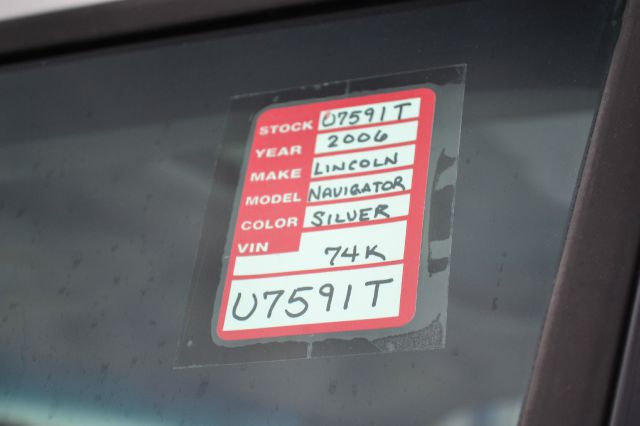 STOCK U7591T
YEAR 2006
MAKE LINCOLN
MODEL NAVIGATOR
COLOR SILVER
VIN
74K
U7591T